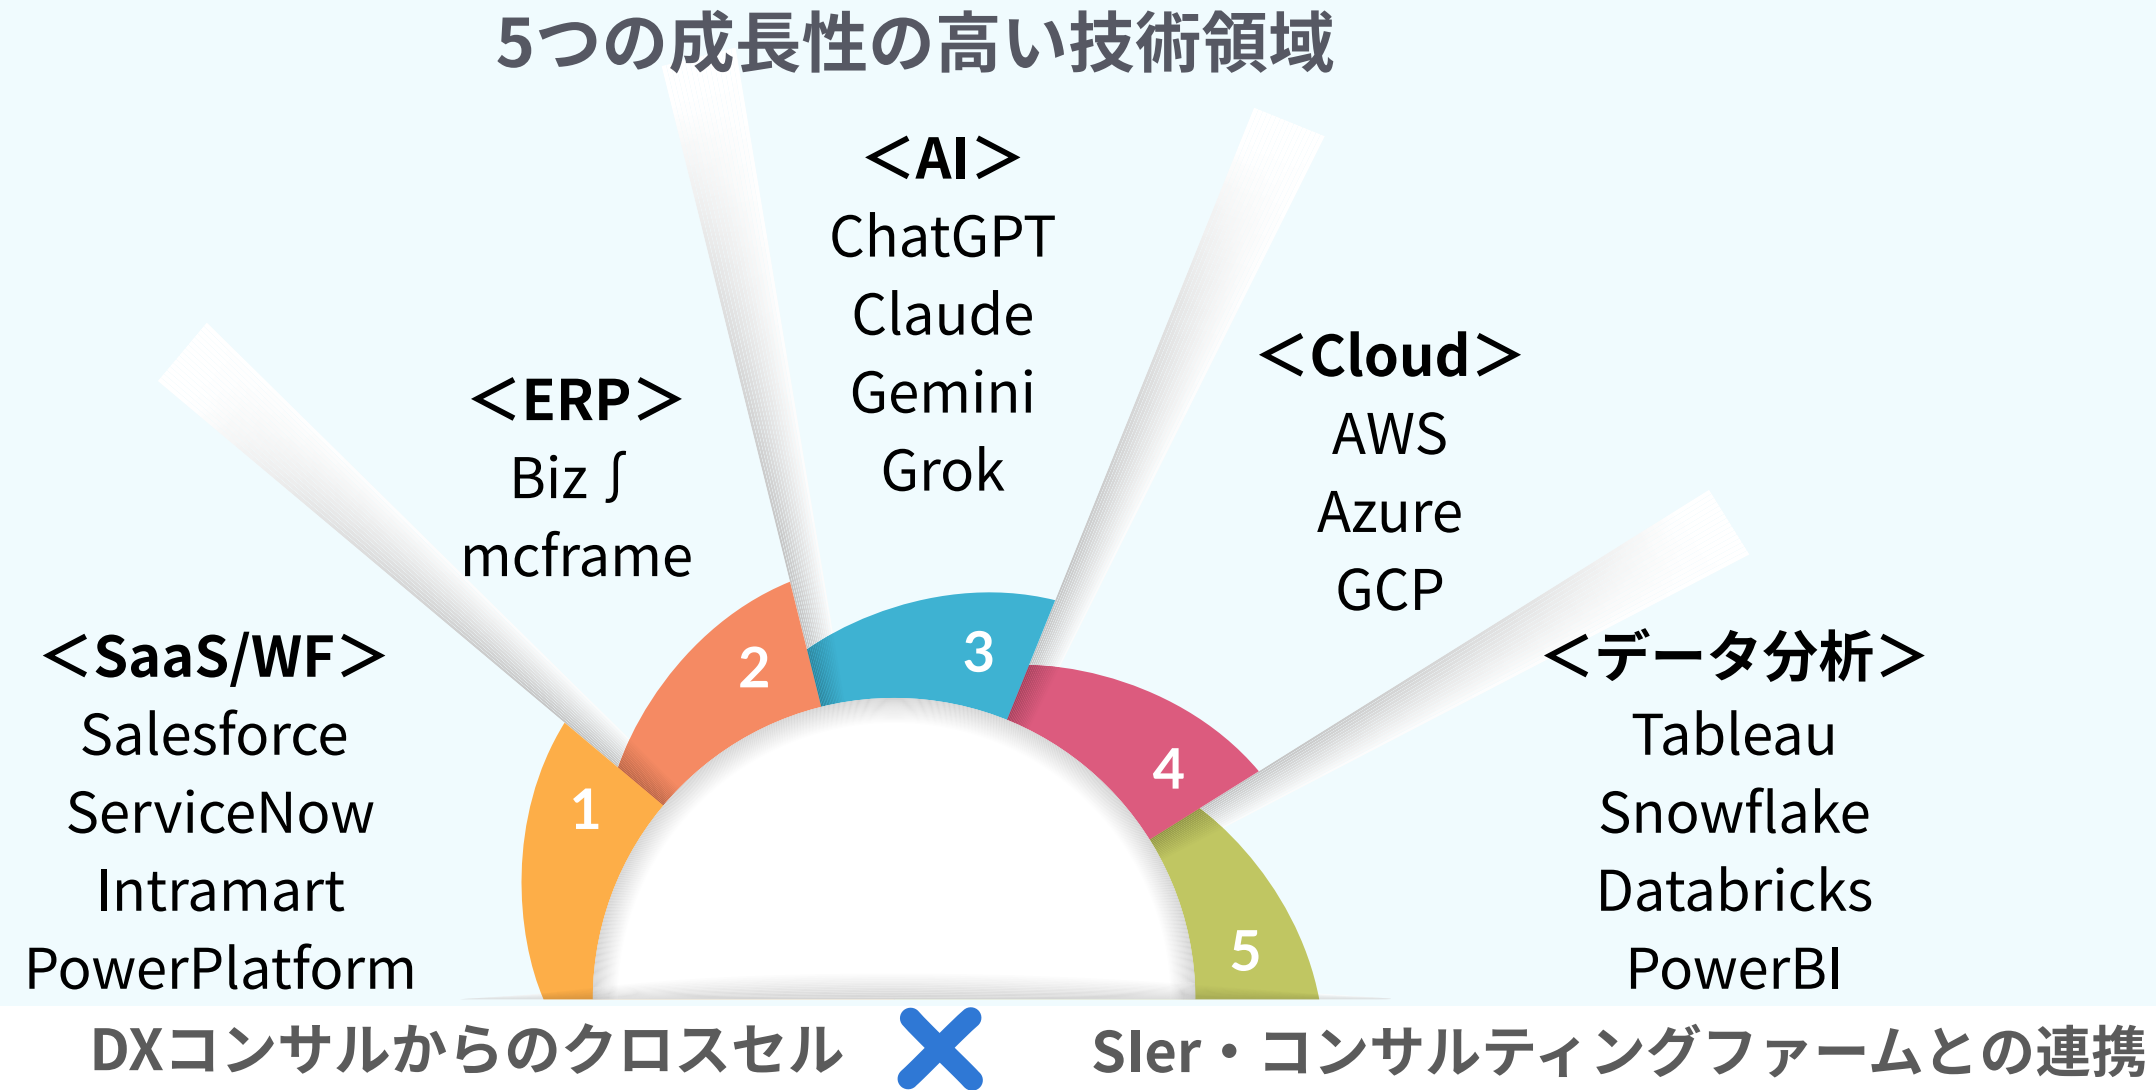 5つの成長性の高い技術領域
＜SaaS/WF＞
Salesforce
ServiceNow
Intramart
PowerPlatform
1
＜ERP＞
Biz ∫
mcframe
2
＜AI＞
ChatGPT
Claude
Gemini
Grok
3
＜Cloud＞
AWS
Azure
GCP
4
＜データ分析＞
Tableau
Snowflake
Databricks
PowerBI
5
DXコンサルからのクロスセル
SIer・コンサルティングファームとの連携